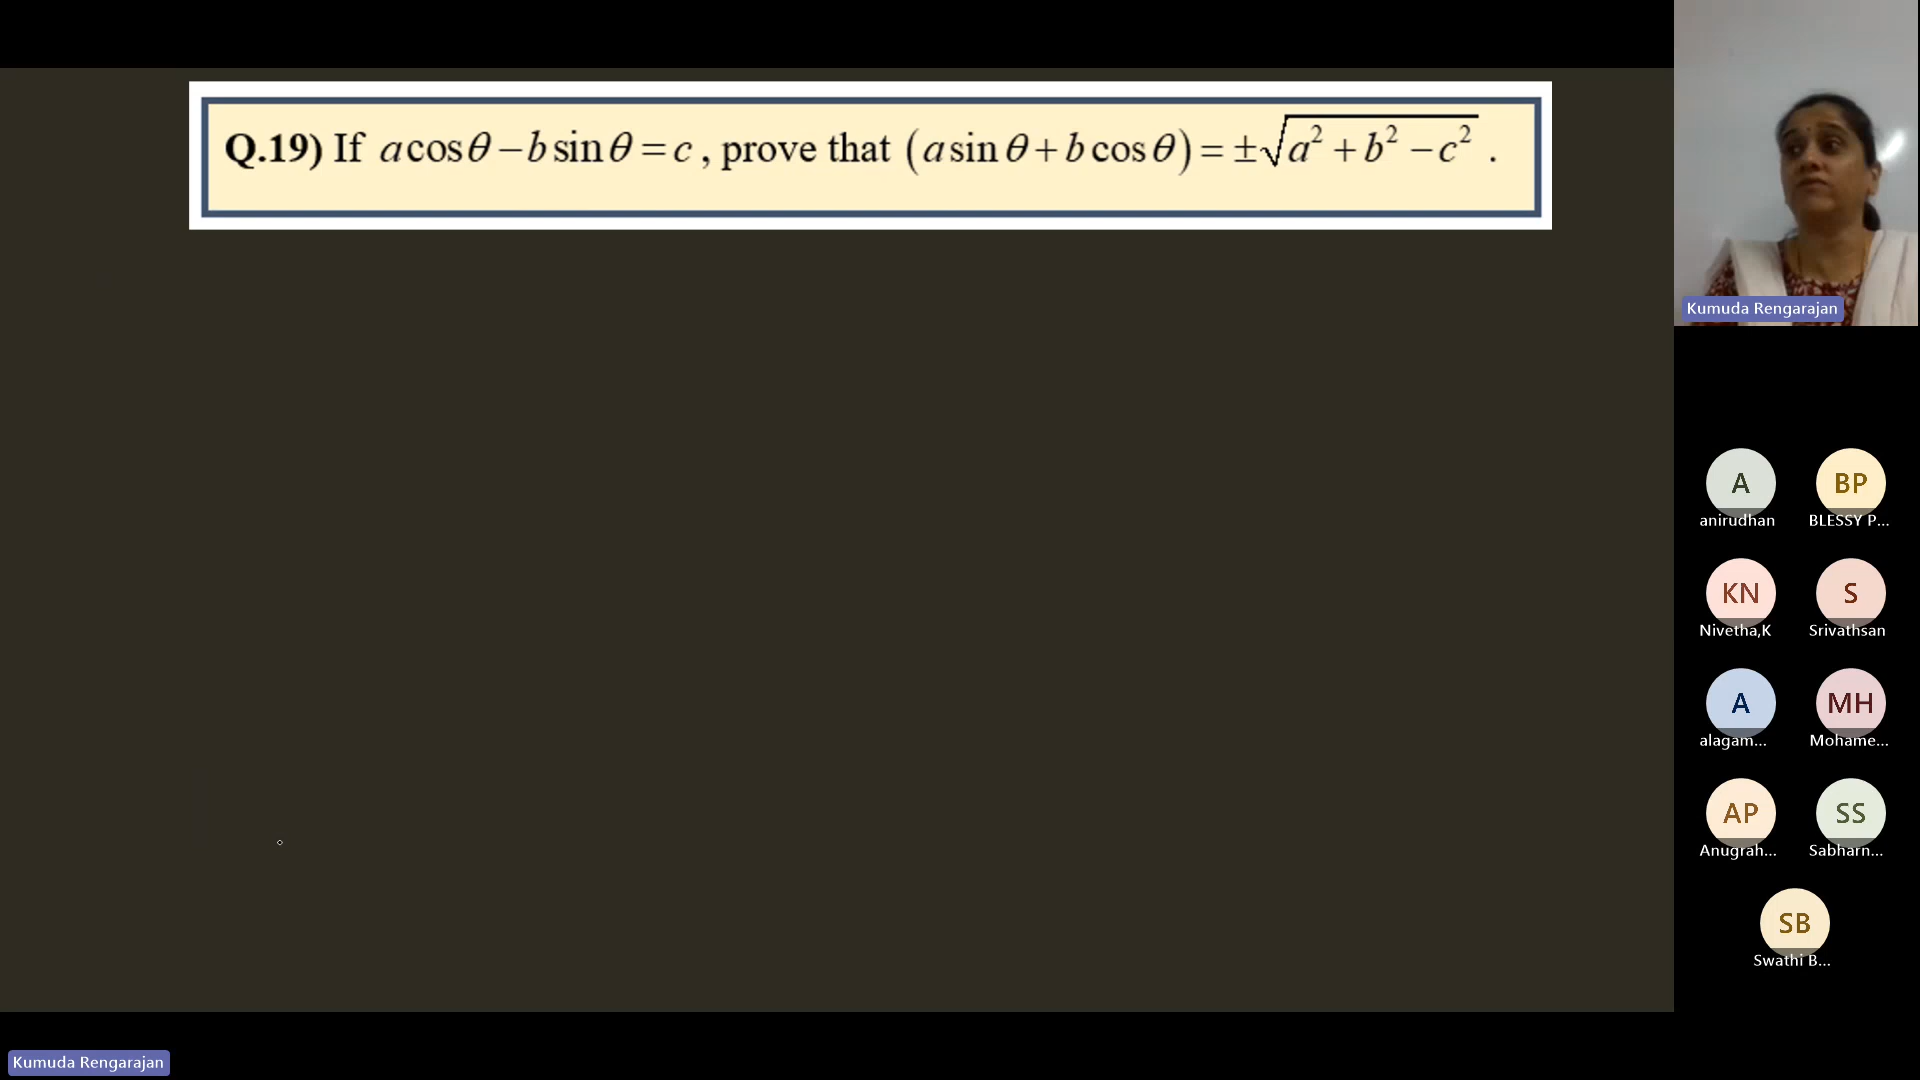 Q.19) If a cos θ − b sin θ = c , prove that (a sin θ + b cos θ) = ±√(a² + b² − c²) .
Kumuda Rengarajan
A
BP
anirudhan
BLESSY P...
KN
S
Nivetha,K
Srivathsan
A
MH
alagam...
Mohame...
AP
SS
Anugrah...
Sabharn...
SB
Swathi B...
Kumuda Rengarajan